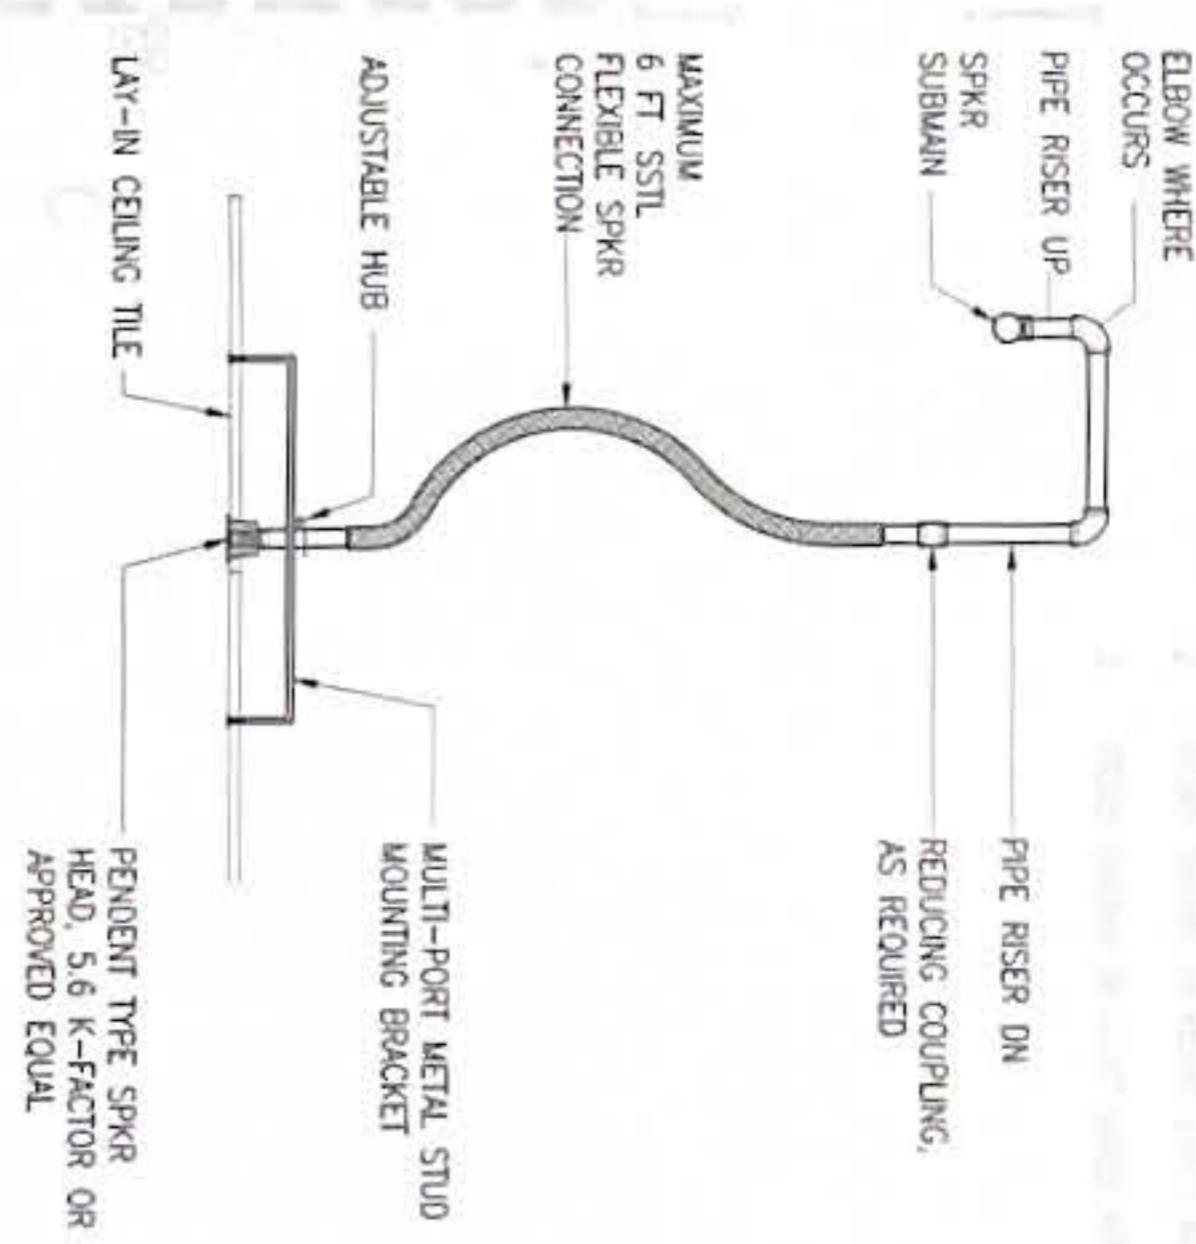 ELBOW WHERE
OCCURS
PIPE RISER UP
SPKR
SUBMAIN
MAXIMUM
6 FT SSTL
FLEXIBLE SPKR
CONNECTION
ADJUSTABLE HUB
LAY-IN CEILING TILE
PIPE RISER DN
REDUCING COUPLING,
AS REQUIRED
MULTI-PORT METAL STUD
MOUNTING BRACKET
PENDENT TYPE SPKR
HEAD, 5.6 K-FACTOR OR
APPROVED EQUAL